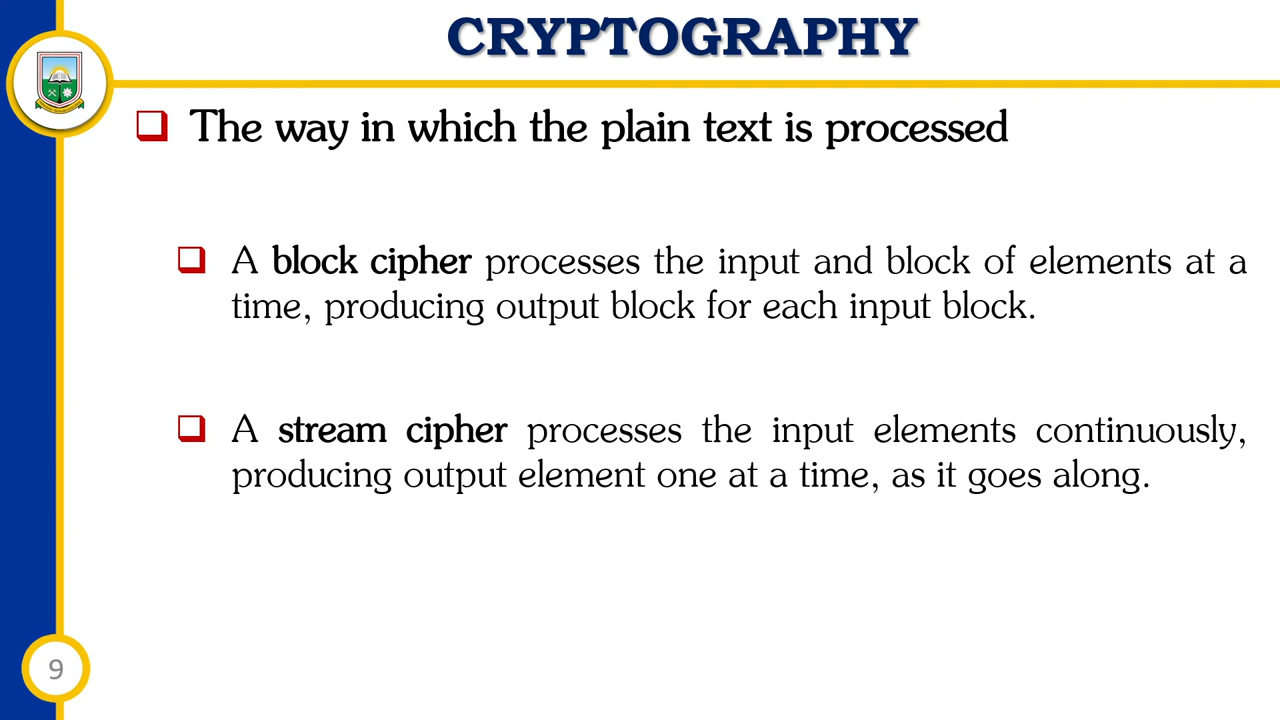 CRYPTOGRAPHY
The way in which the plain text is processed
A block cipher processes the input and block of elements at a
time, producing output block for each input block.
A stream cipher processes the input elements continuously,
producing output element one at a time, as it goes along.
9